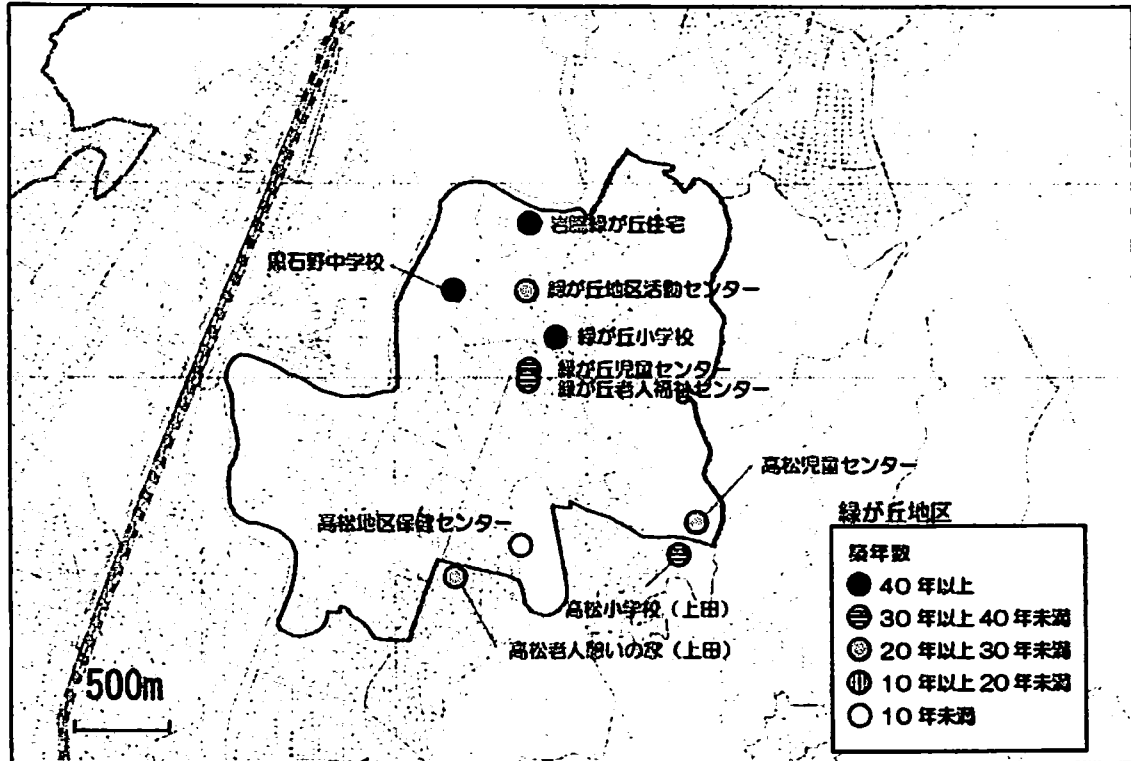 岩脇緑が丘住宅
黒石野中学校
緑が丘地区活動センター
緑が丘小学校
緑が丘児童センター
緑が丘老人福祉センター
高松児童センター
高松地区保健センター
高松小学校（上田）
高松老人憩いの家（上田）
500m
緑が丘地区
築年数
40年以上
30年以上40年未満
20年以上30年未満
10年以上20年未満
10年未満